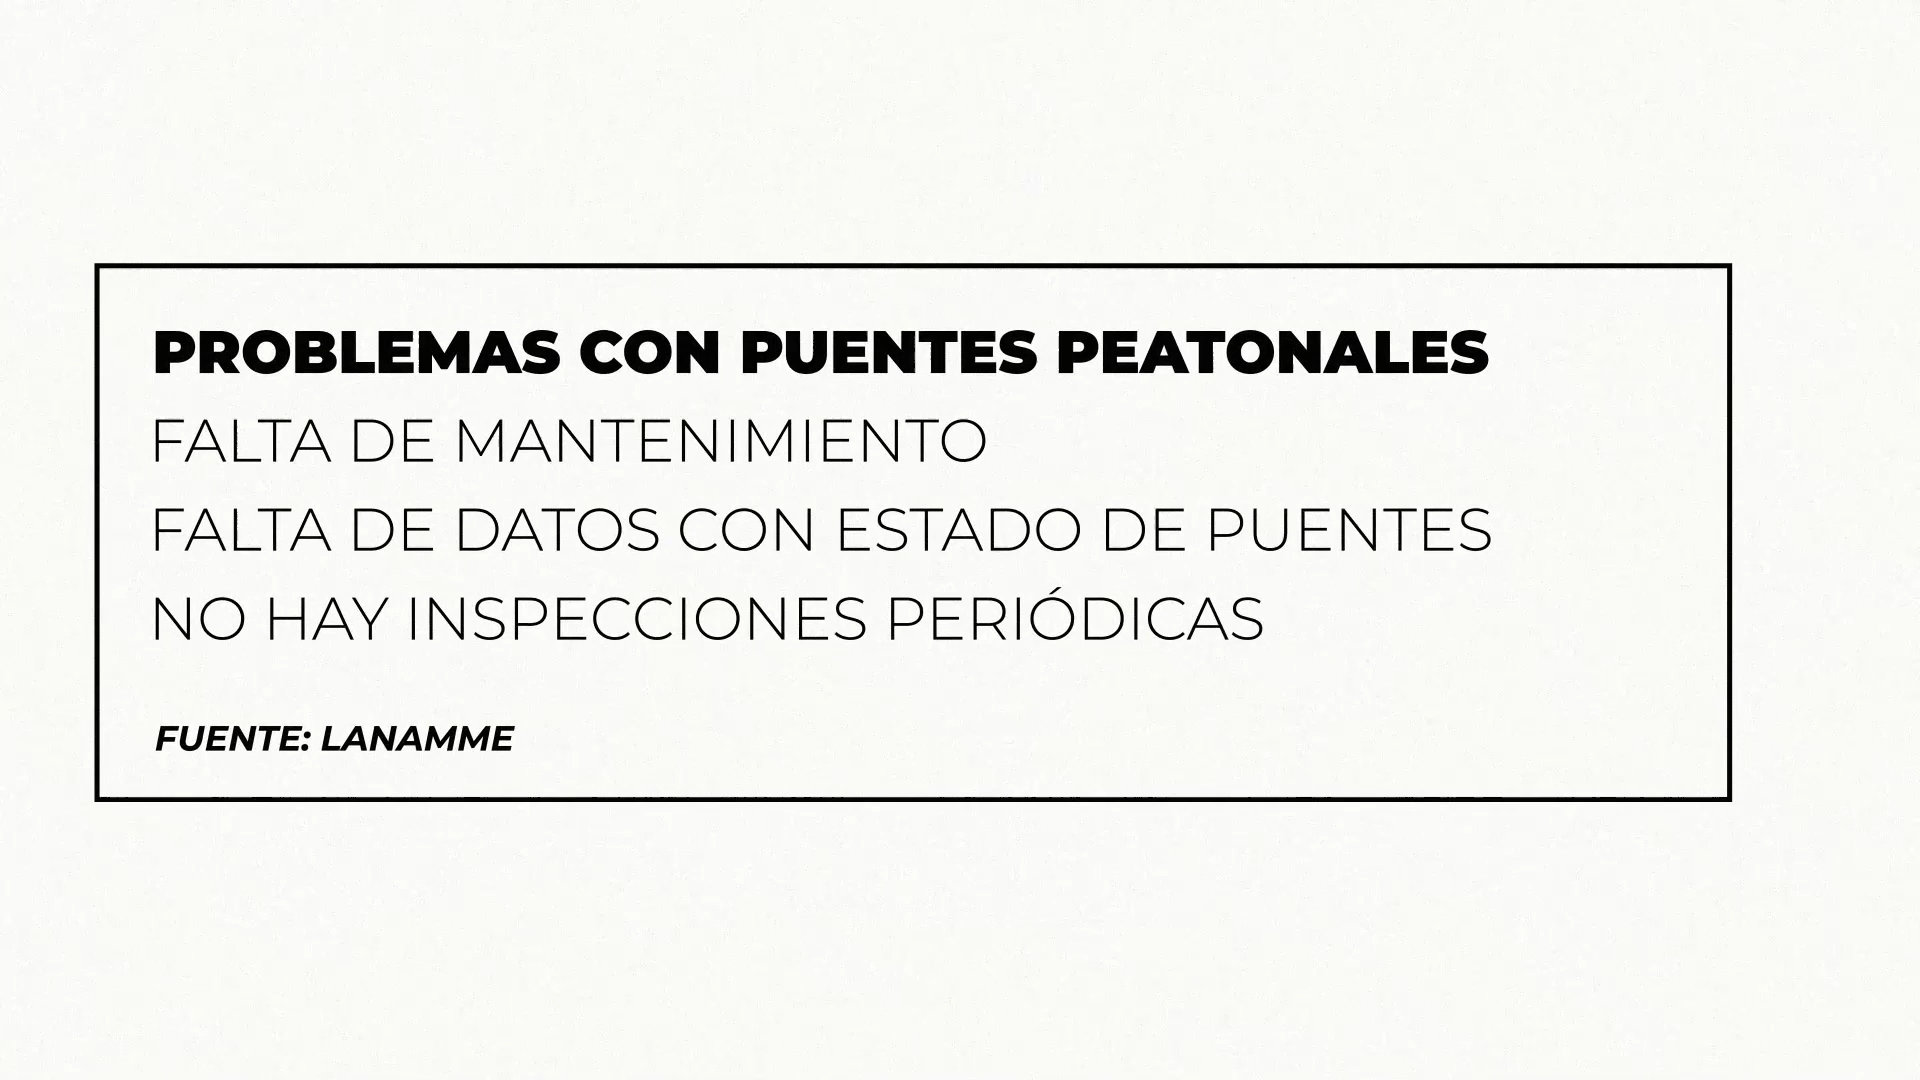 PROBLEMAS CON PUENTES PEATONALES
FALTA DE MANTENIMIENTO
FALTA DE DATOS CON ESTADO DE PUENTES
NO HAY INSPECCIONES PERIÓDICAS
FUENTE: LANAMME